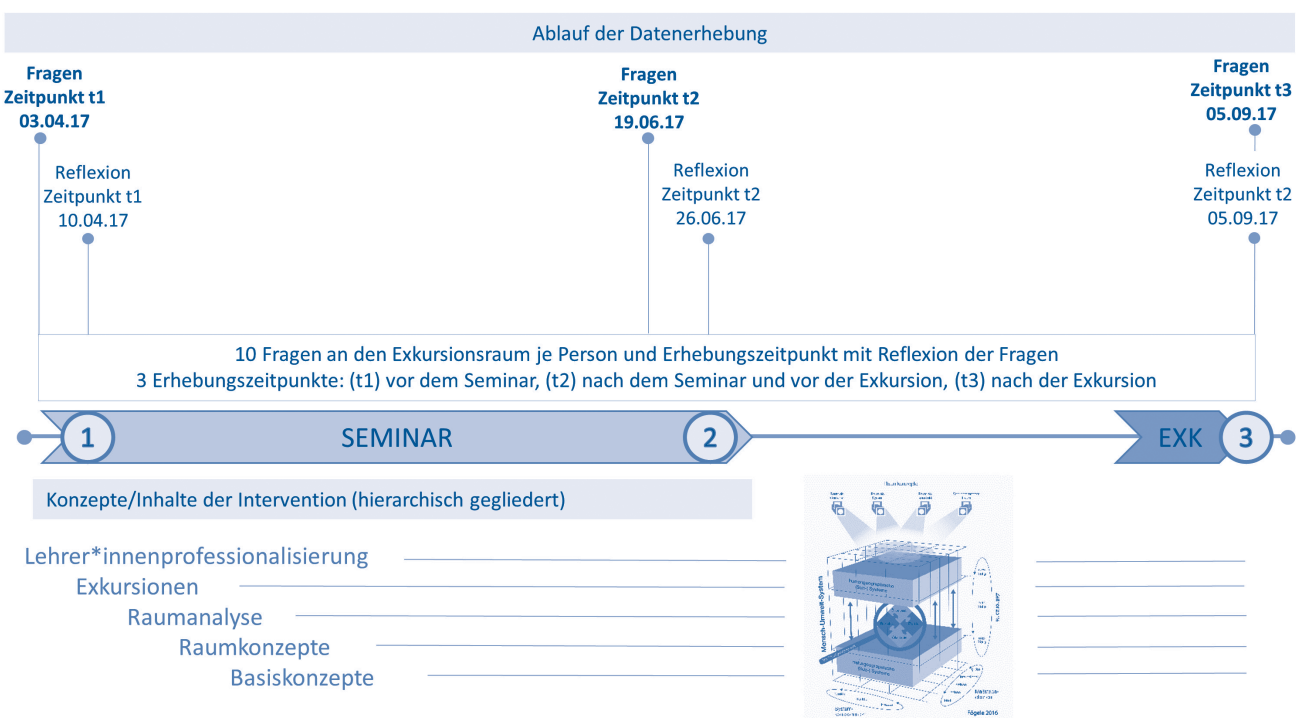 Ablauf der Datenerhebung
Fragen
Zeitpunkt t1
03.04.17
Fragen
Zeitpunkt t2
19.06.17
Fragen
Zeitpunkt t3
05.09.17
Reflexion
Zeitpunkt t1
10.04.17
Reflexion
Zeitpunkt t2
26.06.17
Reflexion
Zeitpunkt t2
05.09.17
10 Fragen an den Exkursionsraum je Person und Erhebungszeitpunkt mit Reflexion der Fragen
3 Erhebungszeitpunkte: (t1) vor dem Seminar, (t2) nach dem Seminar und vor der Exkursion, (t3) nach der Exkursion
1
SEMINAR
2
EXK
3
Konzepte/Inhalte der Intervention (hierarchisch gegliedert)
Lehrer*innenprofessionalisierung
Exkursionen
Raumanalyse
Raumkonzepte
Basiskonzepte
Raumkonzepte
Mensch-Umwelt-System
Fögele 2016